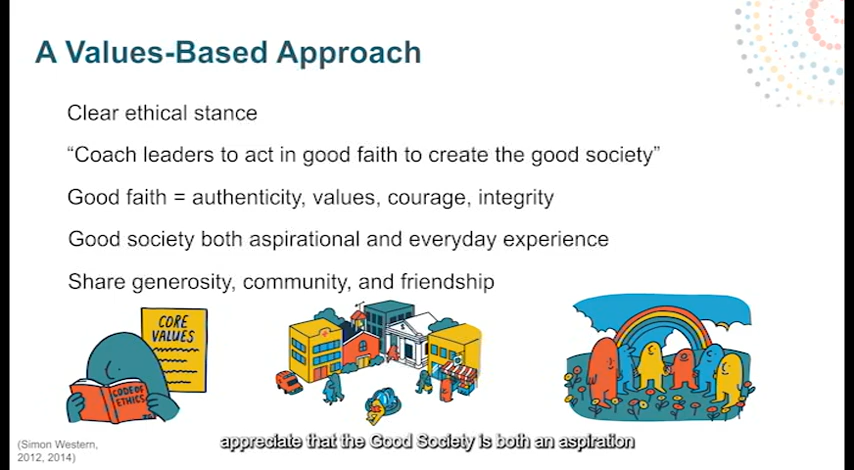 A Values-Based Approach
Clear ethical stance
“Coach leaders to act in good faith to create the good society”
Good faith = authenticity, values, courage, integrity
Good society both aspirational and everyday experience
Share generosity, community, and friendship
CORE
VALUES
CODE OF
ETHICS
(Simon Western,
2012, 2014)
appreciate that the Good Society is both an aspiration